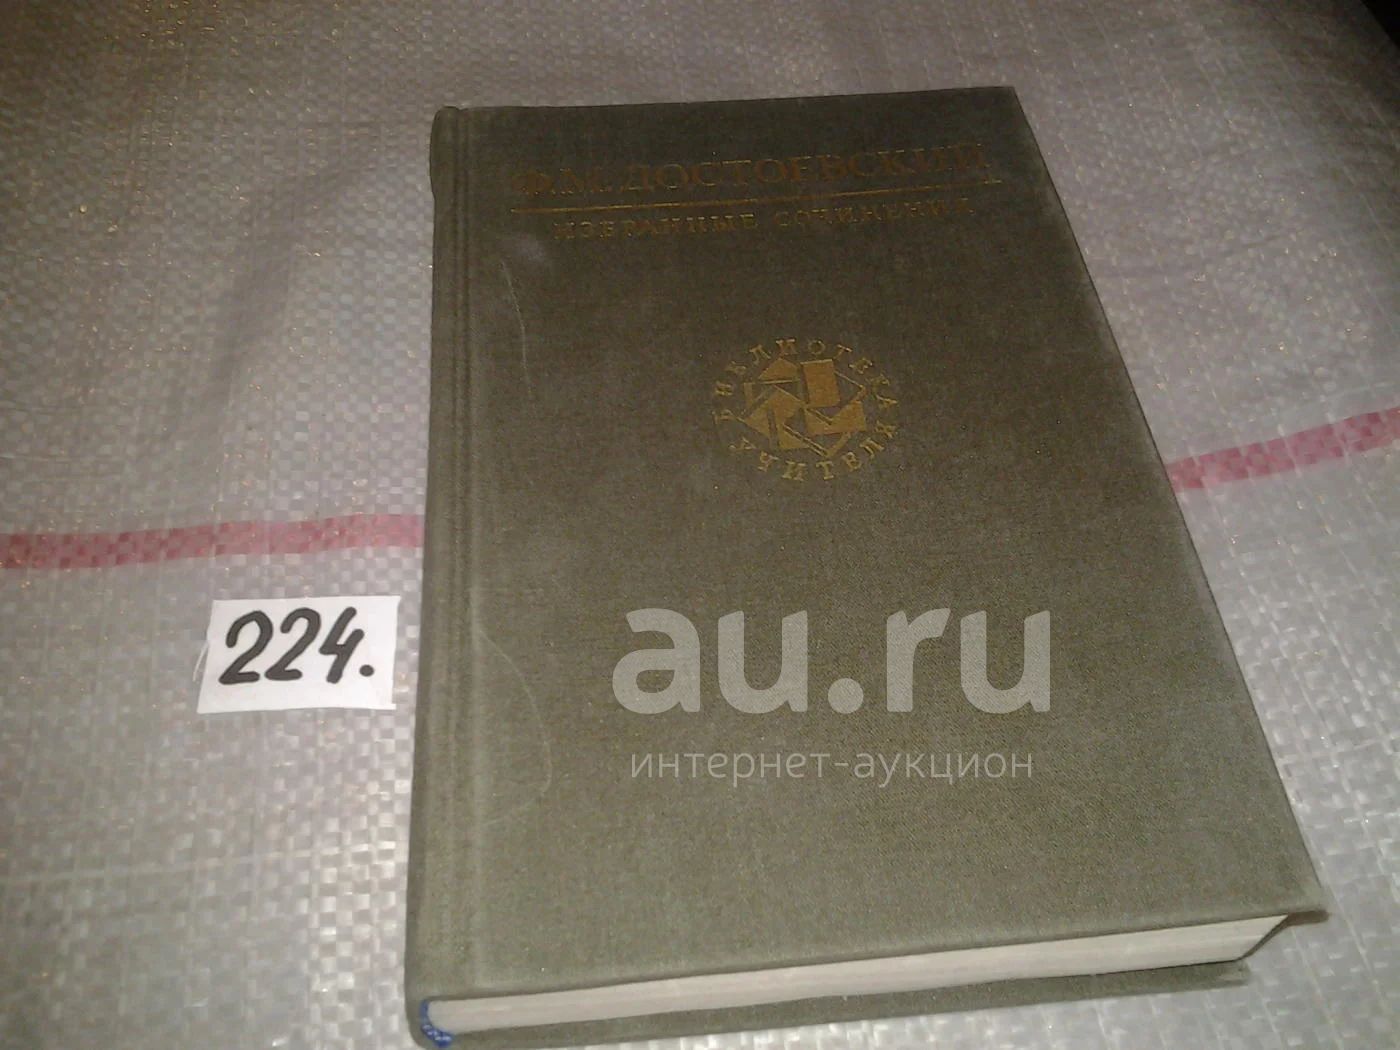 Ф.М.ДОСТОЕВСКИЙ
ИЗБРАННЫЕ СОЧИНЕНИЯ
БИБЛИОТЕКА УЧИТЕЛЯ
224.
au.ru
интернет-аукцион